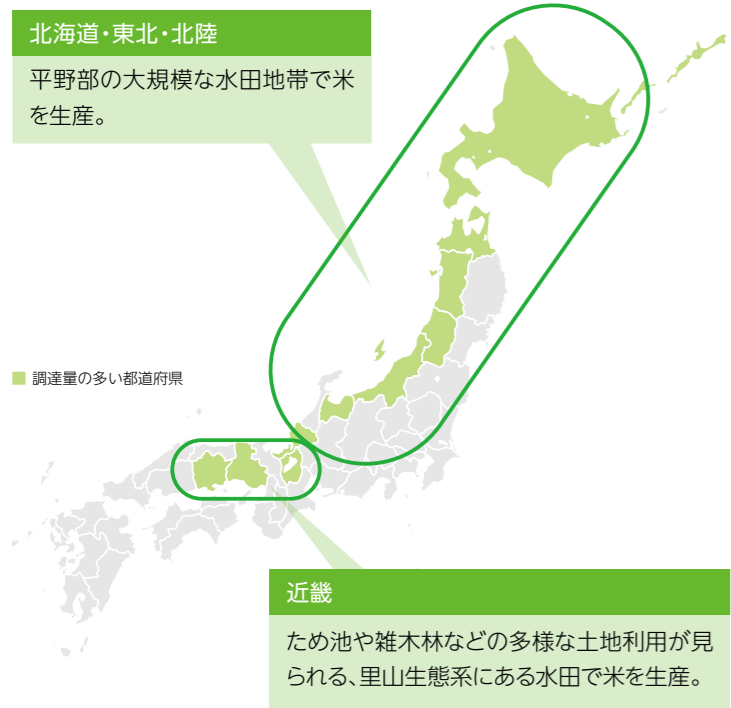 北海道・東北・北陸
平野部の大規模な水田地帯で米
を生産。
調達量の多い都道府県
近畿
ため池や雑木林などの多様な土地利用が見
られる、里山生態系にある水田で米を生産。